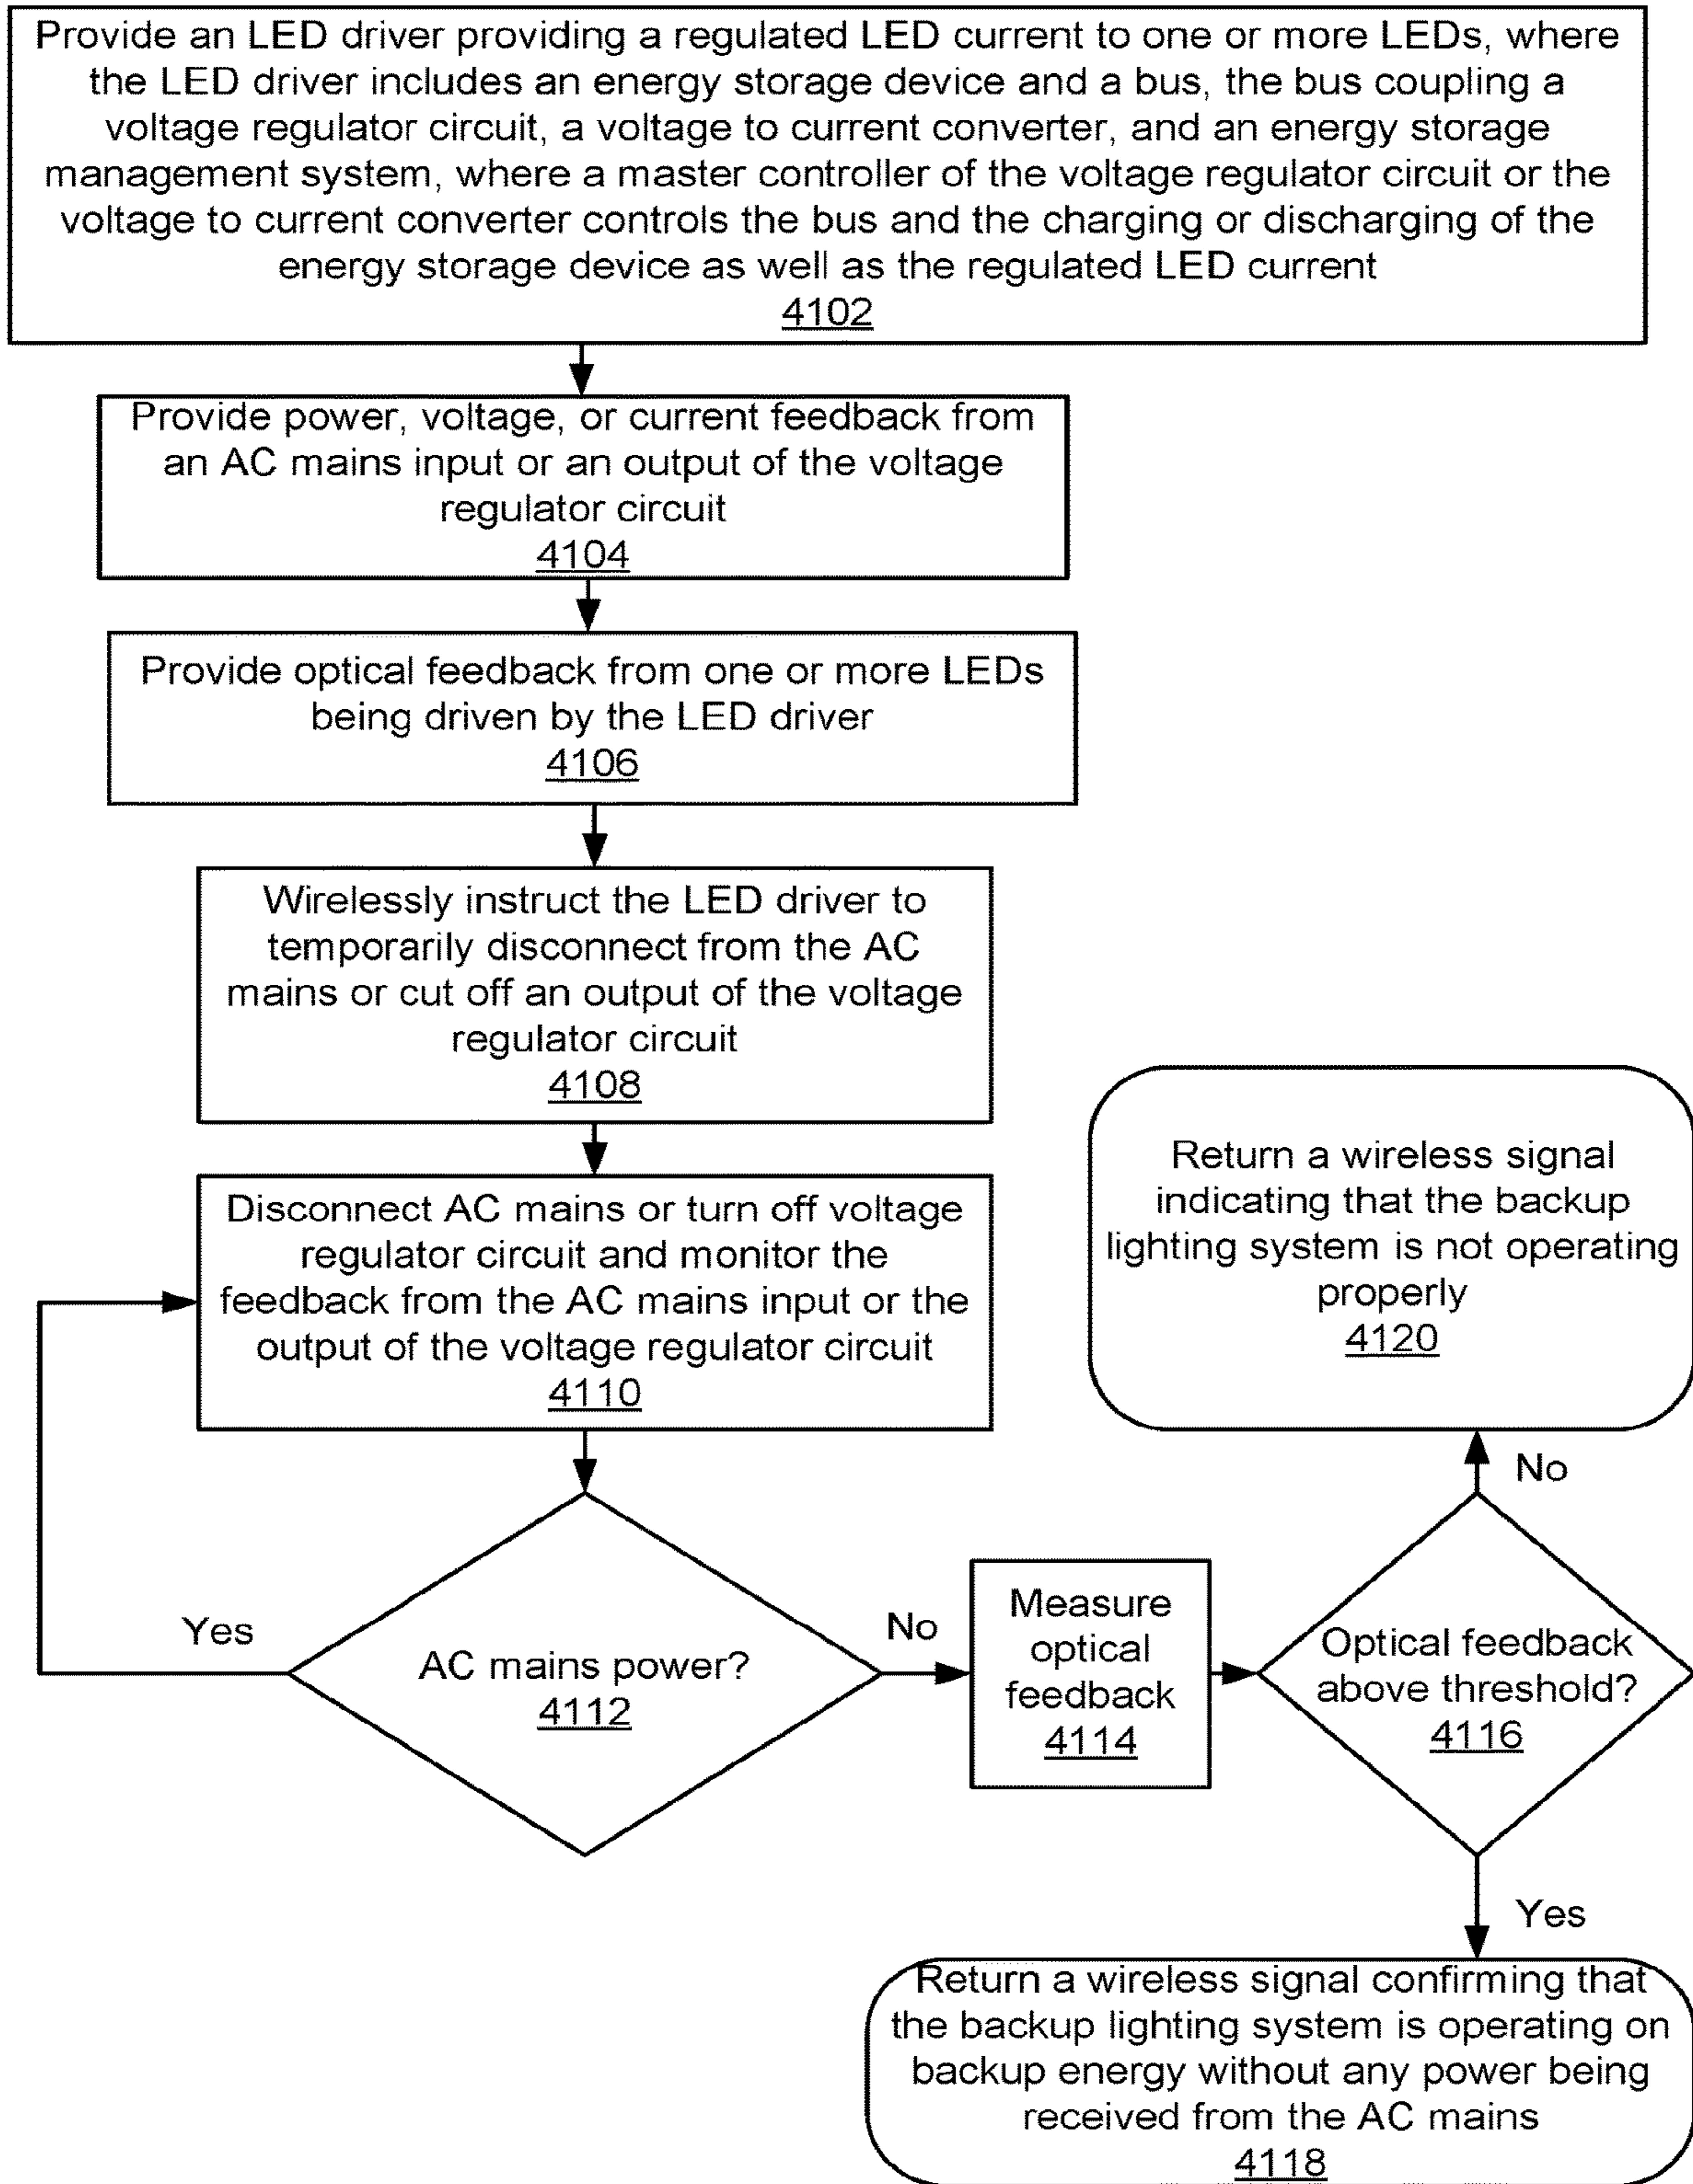 Provide an LED driver providing a regulated LED current to one or more LEDs, where
the LED driver includes an energy storage device and a bus, the bus coupling a
voltage regulator circuit, a voltage to current converter, and an energy storage
management system, where a master controller of the voltage regulator circuit or the
voltage to current converter controls the bus and the charging or discharging of the
energy storage device as well as the regulated LED current
4102
Provide power, voltage, or current feedback from
an AC mains input or an output of the voltage
regulator circuit
4104
Provide optical feedback from one or more LEDs
being driven by the LED driver
4106
Wirelessly instruct the LED driver to
temporarily disconnect from the AC
mains or cut off an output of the voltage
regulator circuit
4108
Disconnect AC mains or turn off voltage
regulator circuit and monitor the
feedback from the AC mains input or the
output of the voltage regulator circuit
4110
AC mains power?
4112
Yes
No
Measure
optical
feedback
4114
Optical feedback
above threshold?
4116
No
Return a wireless signal
indicating that the backup
lighting system is not operating
properly
4120
Yes
Return a wireless signal confirming that
the backup lighting system is operating on
backup energy without any power being
received from the AC mains
4118